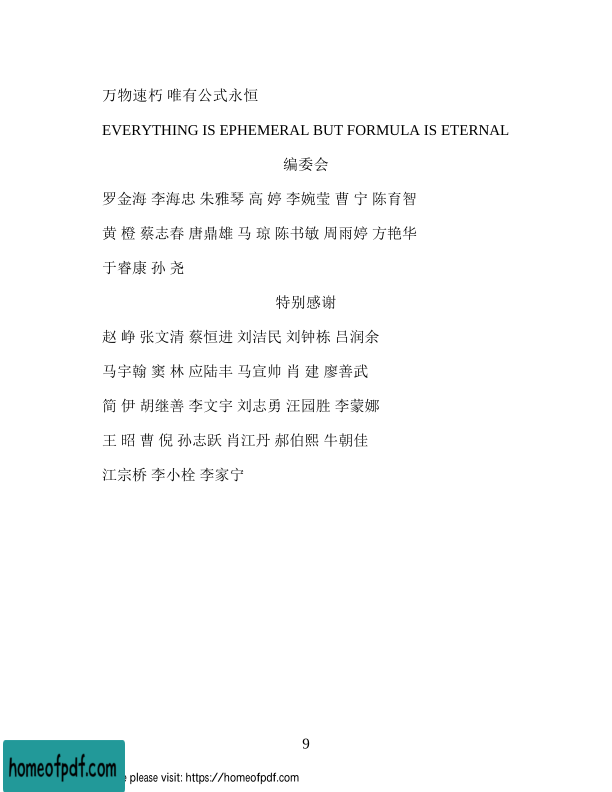 万物速朽 唯有公式永恒
EVERYTHING IS EPHEMERAL BUT FORMULA IS ETERNAL
编委会
罗金海 李海忠 朱雅琴 高 婷 李婉莹 曹 宁 陈育智
黄 橙 蔡志春 唐鼎雄 马 琼 陈书敏 周雨婷 方艳华
于睿康 孙 尧
特别感谢
赵 峥 张文清 蔡恒进 刘洁民 刘钟栋 吕润余
马宇翰 窦 林 应陆丰 马宣帅 肖 建 廖善武
简 伊 胡继善 李文宇 刘志勇 汪园胜 李蒙娜
王 昭 曹 倪 孙志跃 肖江丹 郝伯熙 牛朝佳
江宗桥 李小栓 李家宁
9
homeofpdf.com
please visit: https://homeofpdf.com